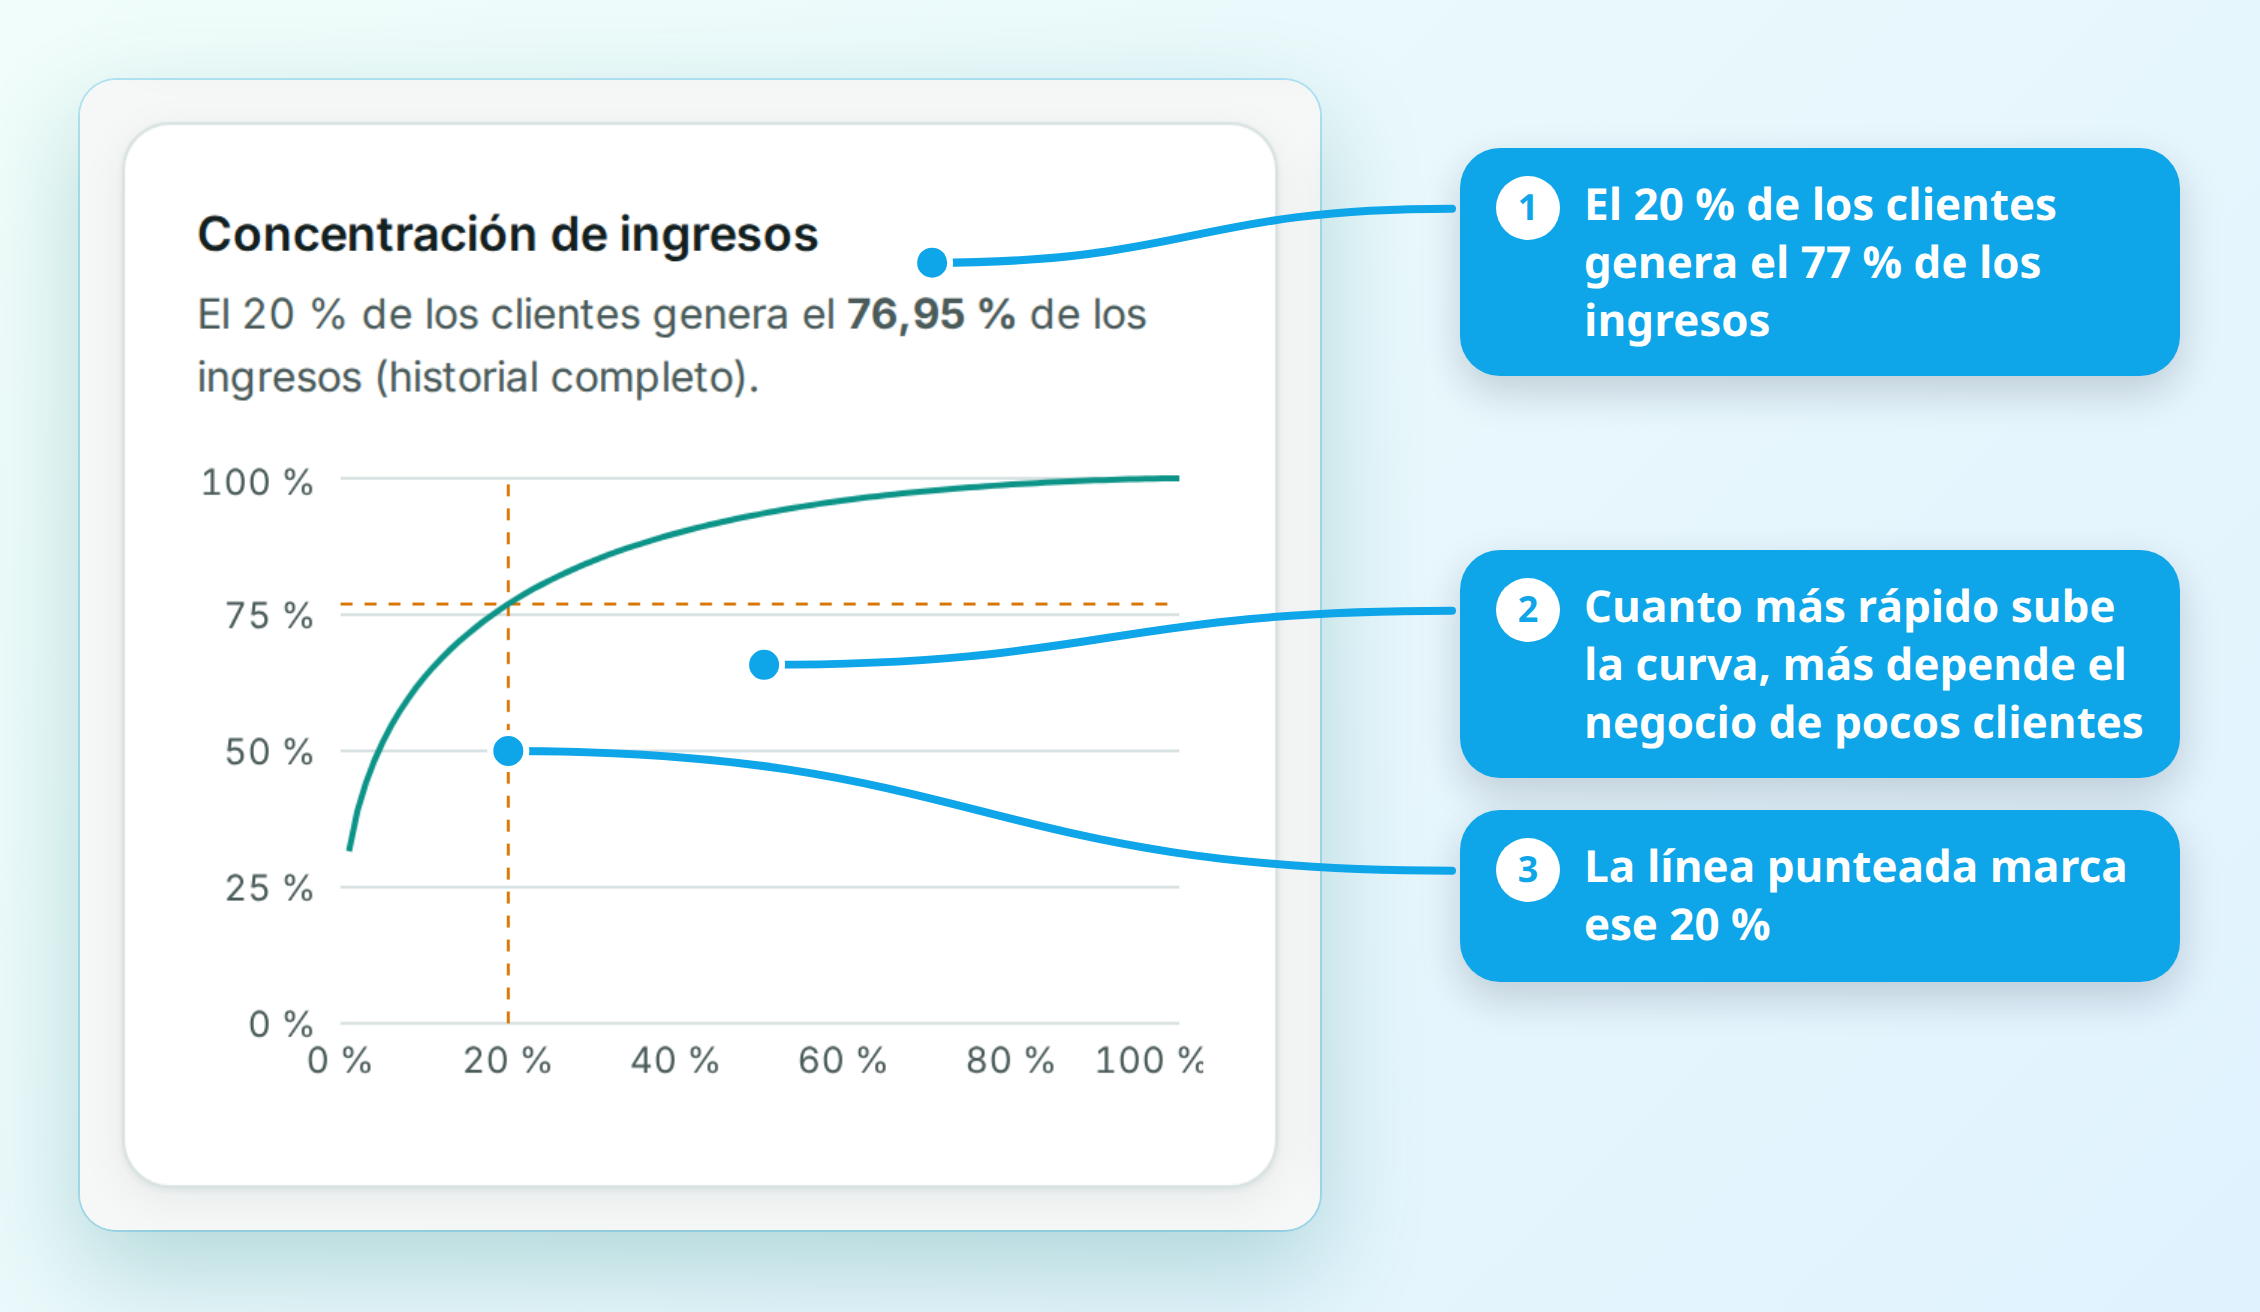 Concentración de ingresos
El 20 % de los clientes genera el 76,95 % de los
ingresos (historial completo).
100 %
75 %
50 %
25 %
0 %
0 %
20 %
40 %
60 %
80 %
100 %
1
El 20 % de los clientes
genera el 77 % de los
ingresos
2
Cuanto más rápido sube
la curva, más depende el
negocio de pocos clientes
3
La línea punteada marca
ese 20 %